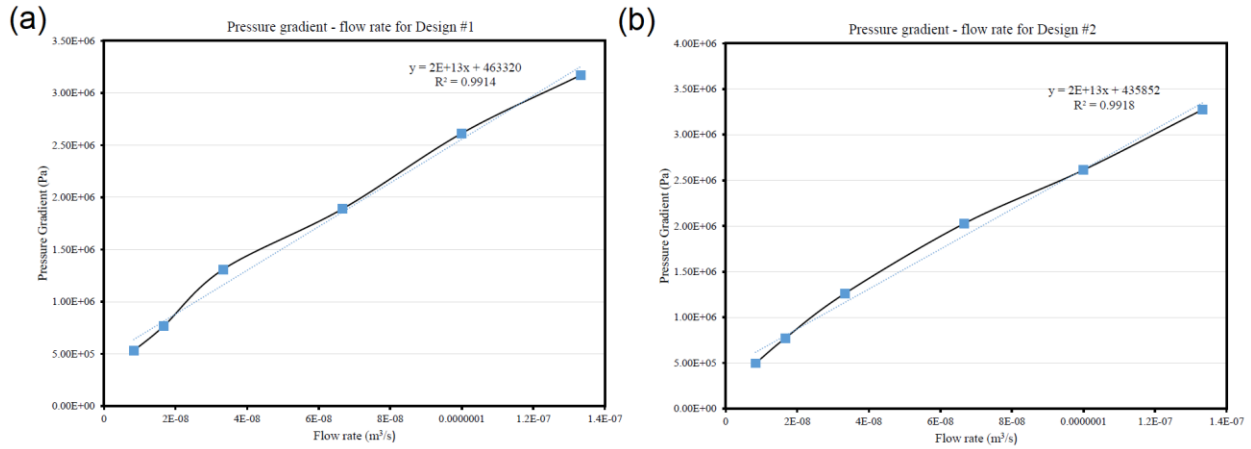 (a)
Pressure gradient - flow rate for Design #1
3.50E+06
3.00E+06
2.50E+06
2.00E+06
1.50E+06
1.00E+06
5.00E+05
0.00E+00
Pressure Gradient (Pa)
y = 2E+13x + 463320
R² = 0.9914
0 2E-08 4E-08 6E-08 8E-08 0.0000001 1.2E-07 1.4E-07
Flow rate (m³/s)
(b)
Pressure gradient - flow rate for Design #2
4.00E+06
3.50E+06
3.00E+06
2.50E+06
2.00E+06
1.50E+06
1.00E+06
5.00E+05
0.00E+00
Pressure Gradient (Pa)
y = 2E+13x + 435852
R² = 0.9918
0 2E-08 4E-08 6E-08 8E-08 0.0000001 1.2E-07 1.4E-07
Flow rate (m³/s)